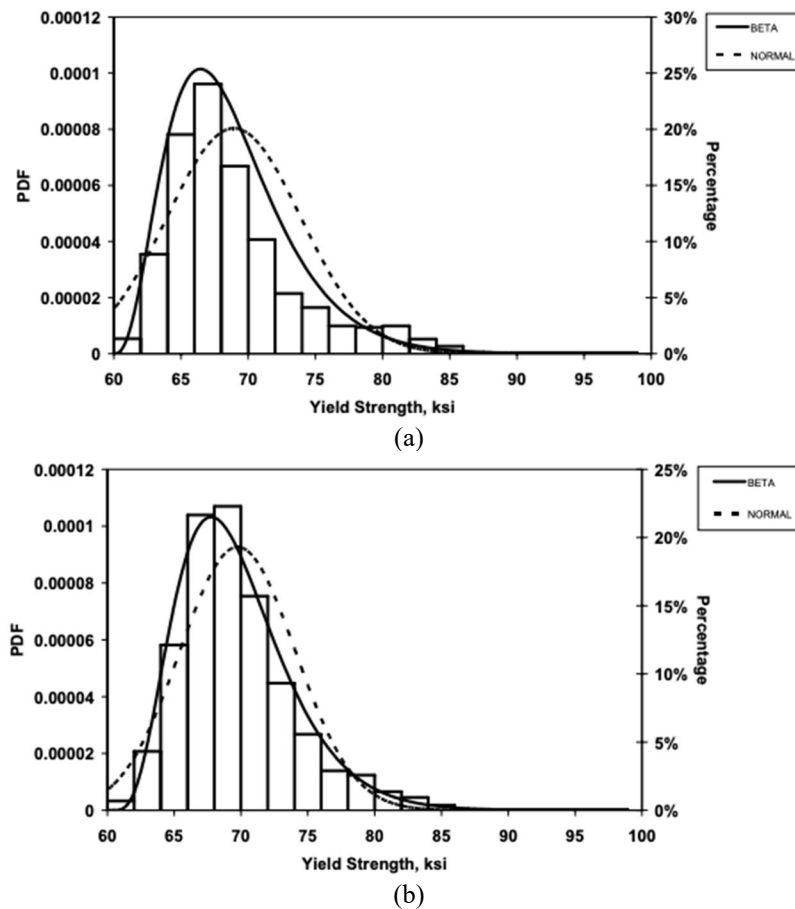 0.00012
0.0001
0.00008
0.00006
0.00004
0.00002
0
PDF
30%
25%
20%
15%
10%
5%
0%
Percentage
BETA
NORMAL
60 65 70 75 80 85 90 95 100
Yield Strength, ksi
(a)
0.00012
0.0001
0.00008
0.00006
0.00004
0.00002
0
PDF
25%
20%
15%
10%
5%
0%
Percentage
BETA
NORMAL
60 65 70 75 80 85 90 95 100
Yield Strength, ksi
(b)